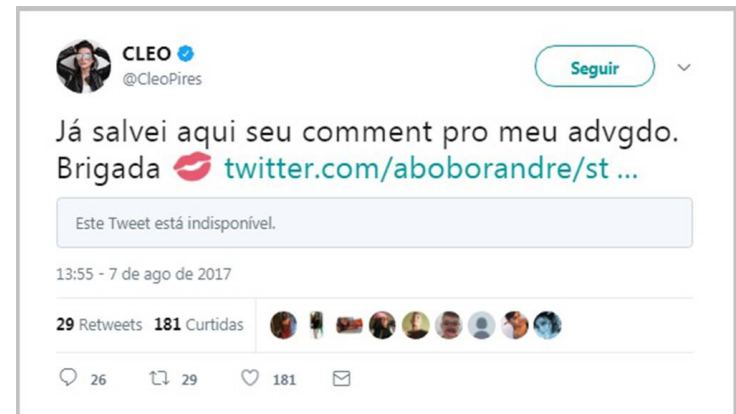 CLEO
@CleoPires
Seguir
Já salvei aqui seu comment pro meu advgdo.
Brigada 💋 twitter.com/aboborandre/st ...
Este Tweet está indisponível.
13:55 - 7 de ago de 2017
29 Retweets 181 Curtidas
26 29 181